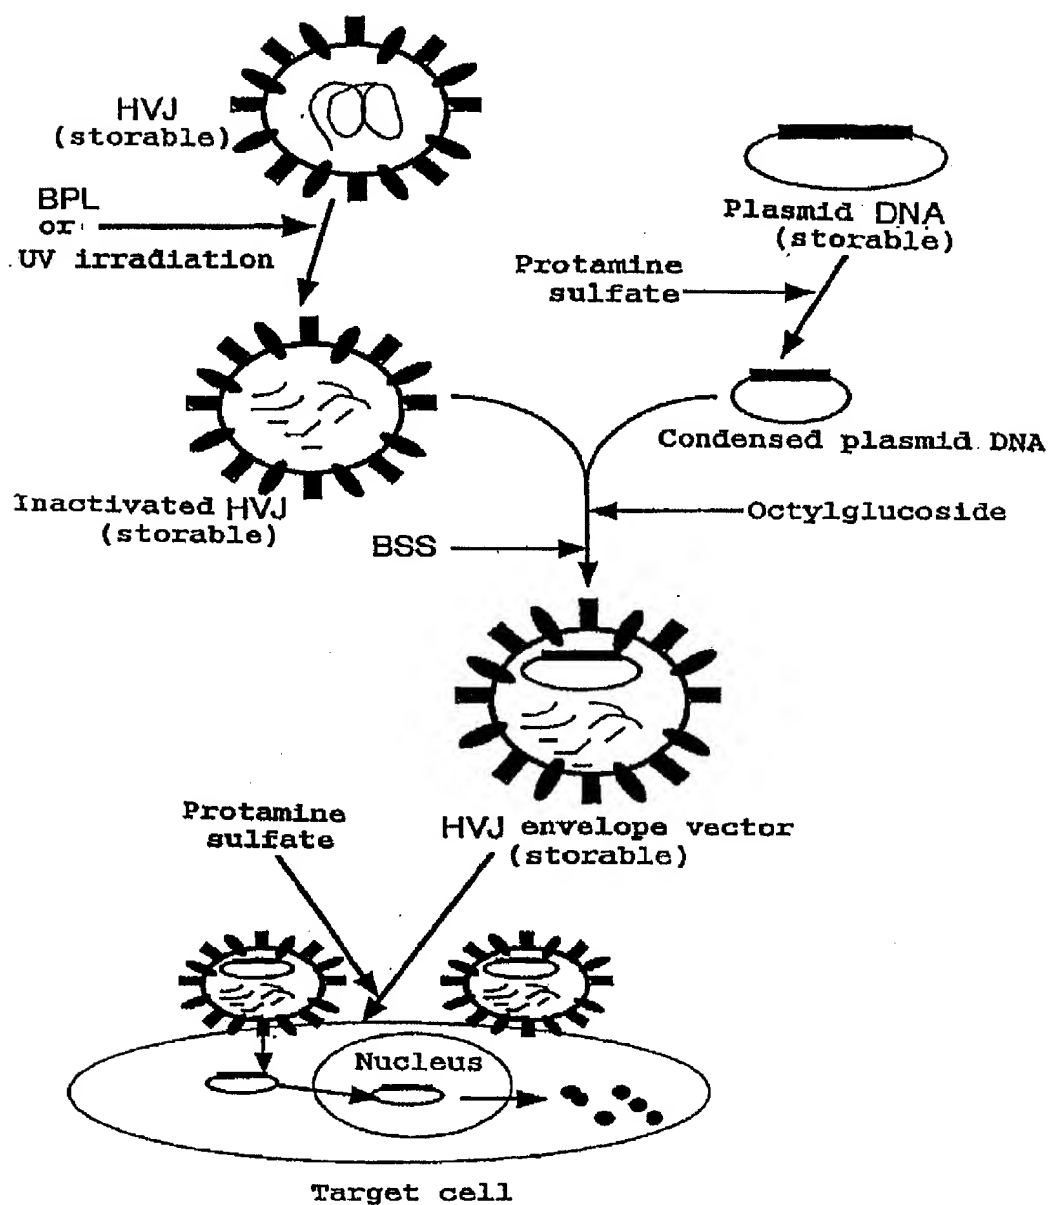 HVJ
(storable)
BPL
or
UV irradiation
Plasmid DNA
(storable)
Protamine
sulfate
Condensed plasmid DNA
Inactivated HVJ
(storable)
Octylglucoside
BSS
HVJ envelope vector
(storable)
Protamine
sulfate
Nucleus
Target cell